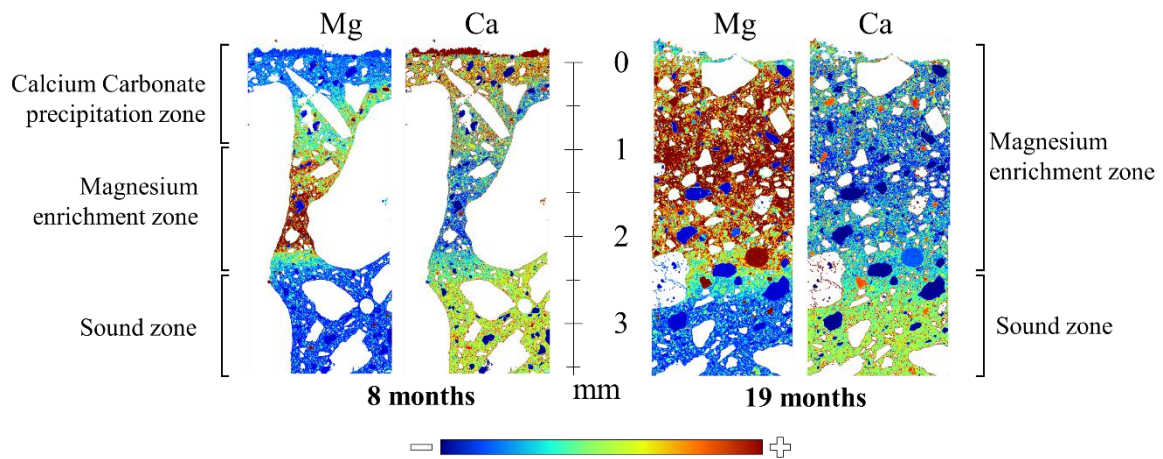 Mg
Ca
Mg
Ca
Calcium Carbonate
precipitation zone
Magnesium
enrichment zone
Sound zone
0
1
2
3
mm
Magnesium
enrichment zone
Sound zone
8 months
19 months